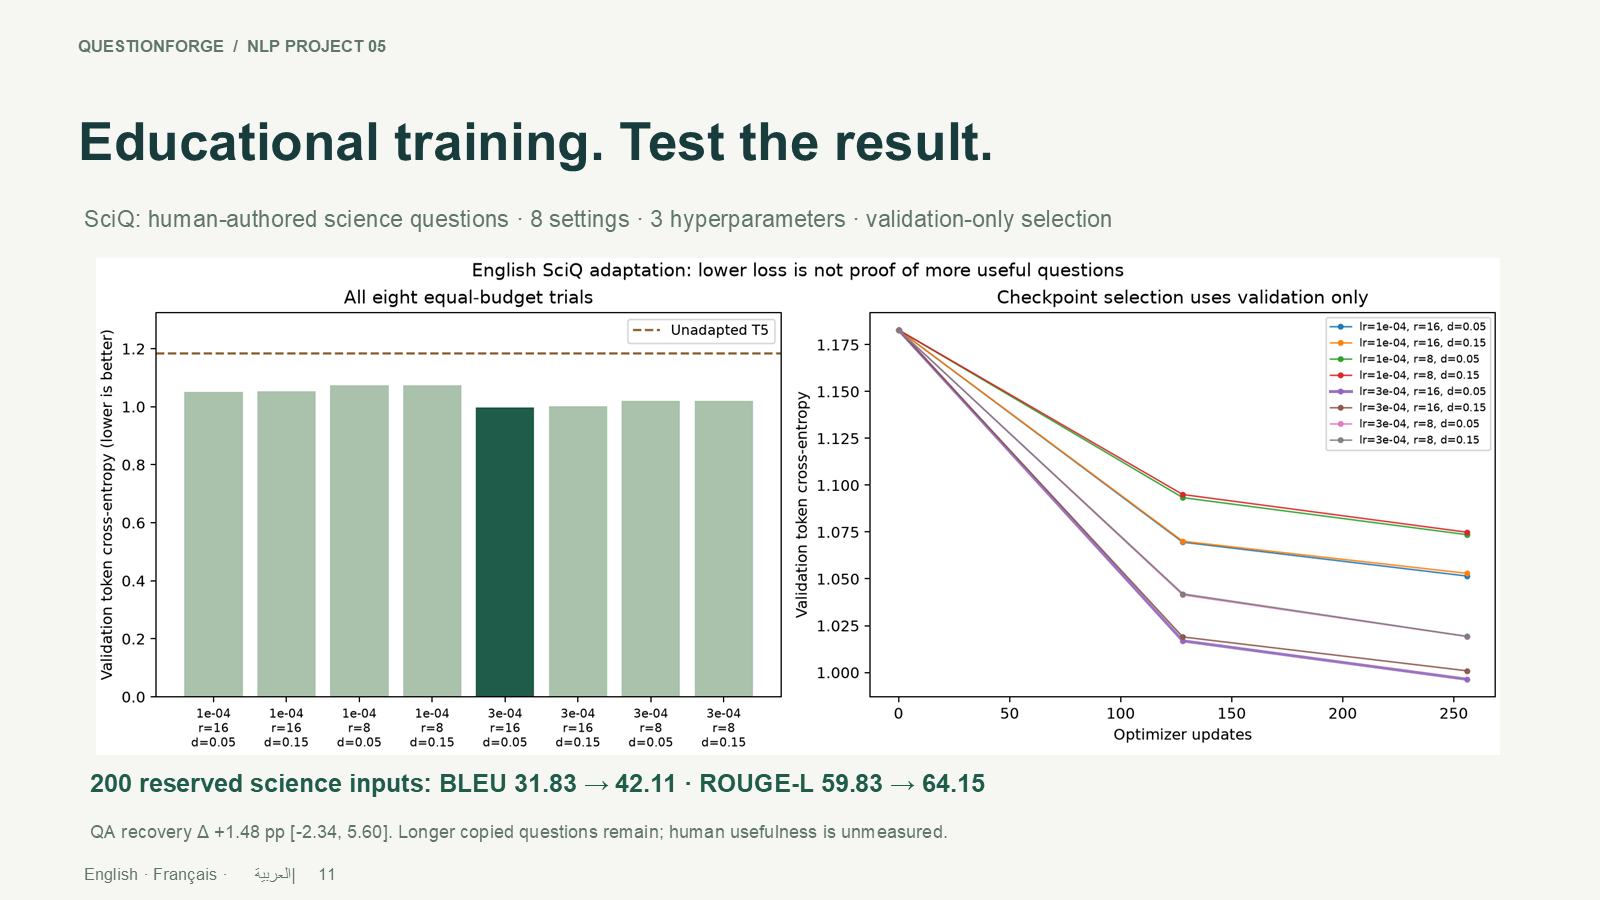 QUESTIONFORGE / NLP PROJECT 05
Educational training. Test the result.
SciQ: human-authored science questions · 8 settings · 3 hyperparameters · validation-only selection
English SciQ adaptation: lower loss is not proof of more useful questions
All eight equal-budget trials
Validation token cross-entropy (lower is better)
1.2
1.0
0.8
0.6
0.4
0.2
0.0
Unadapted T5
1e-04 r=16 d=0.05
1e-04 r=16 d=0.15
1e-04 r=8 d=0.05
1e-04 r=8 d=0.15
3e-04 r=16 d=0.05
3e-04 r=16 d=0.15
3e-04 r=8 d=0.05
3e-04 r=8 d=0.15
Checkpoint selection uses validation only
Validation token cross-entropy
1.175
1.150
1.125
1.100
1.075
1.050
1.025
1.000
lr=1e-04, r=16, d=0.05
lr=1e-04, r=16, d=0.15
lr=1e-04, r=8, d=0.05
lr=1e-04, r=8, d=0.15
lr=3e-04, r=16, d=0.05
lr=3e-04, r=16, d=0.15
lr=3e-04, r=8, d=0.05
lr=3e-04, r=8, d=0.15
0 50 100 150 200 250
Optimizer updates
200 reserved science inputs: BLEU 31.83 → 42.11 · ROUGE-L 59.83 → 64.15
QA recovery Δ +1.48 pp [-2.34, 5.60]. Longer copied questions remain; human usefulness is unmeasured.
English · Français · العربية| 11